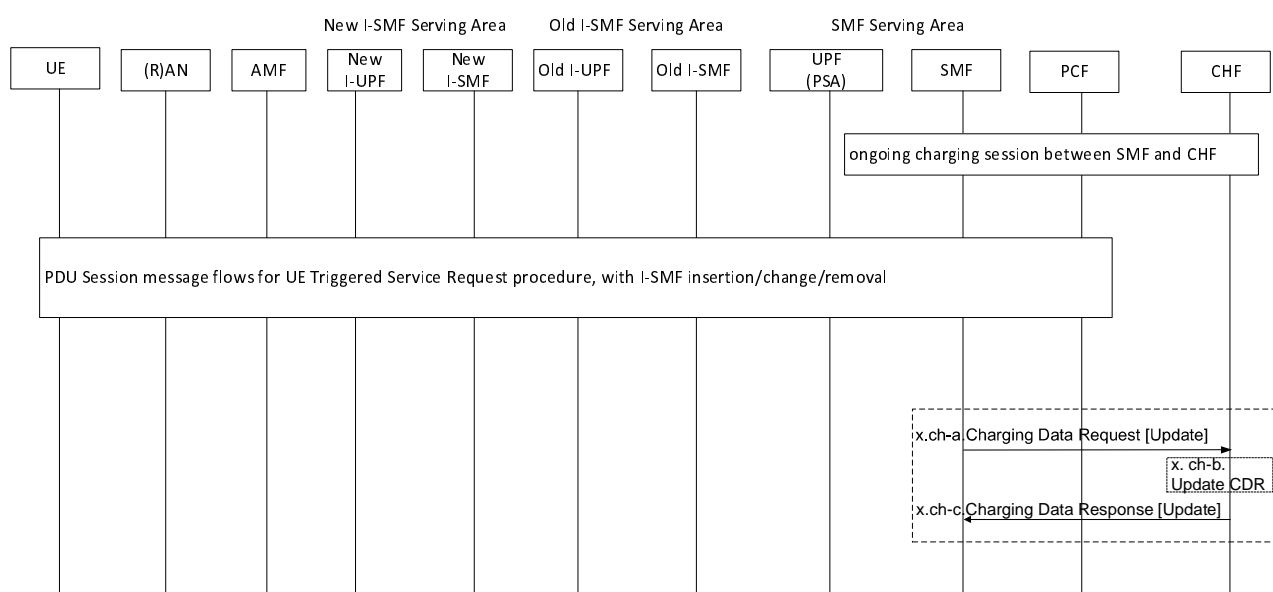 New I-SMF Serving Area
Old I-SMF Serving Area
SMF Serving Area
UE
(R)AN
AMF
New
I-UPF
New
I-SMF
Old I-UPF
Old I-SMF
UPF
(PSA)
SMF
PCF
CHF
ongoing charging session between SMF and CHF
PDU Session message flows for UE Triggered Service Request procedure, with I-SMF insertion/change/removal
x.ch-a.Charging Data Request [Update]
x. ch-b.
Update CDR
x.ch-c.Charging Data Response [Update]